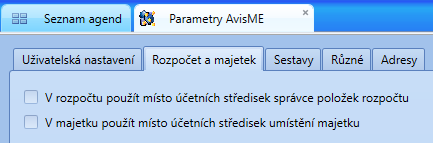 Seznam agend
Parametry AvisME
Uživatelská nastavení
Rozpočet a majetek
Sestavy
Různé
Adresy
V rozpočtu použít místo účetních středisek správce položek rozpočtu
V majetku použít místo účetních středisek umístění majetku